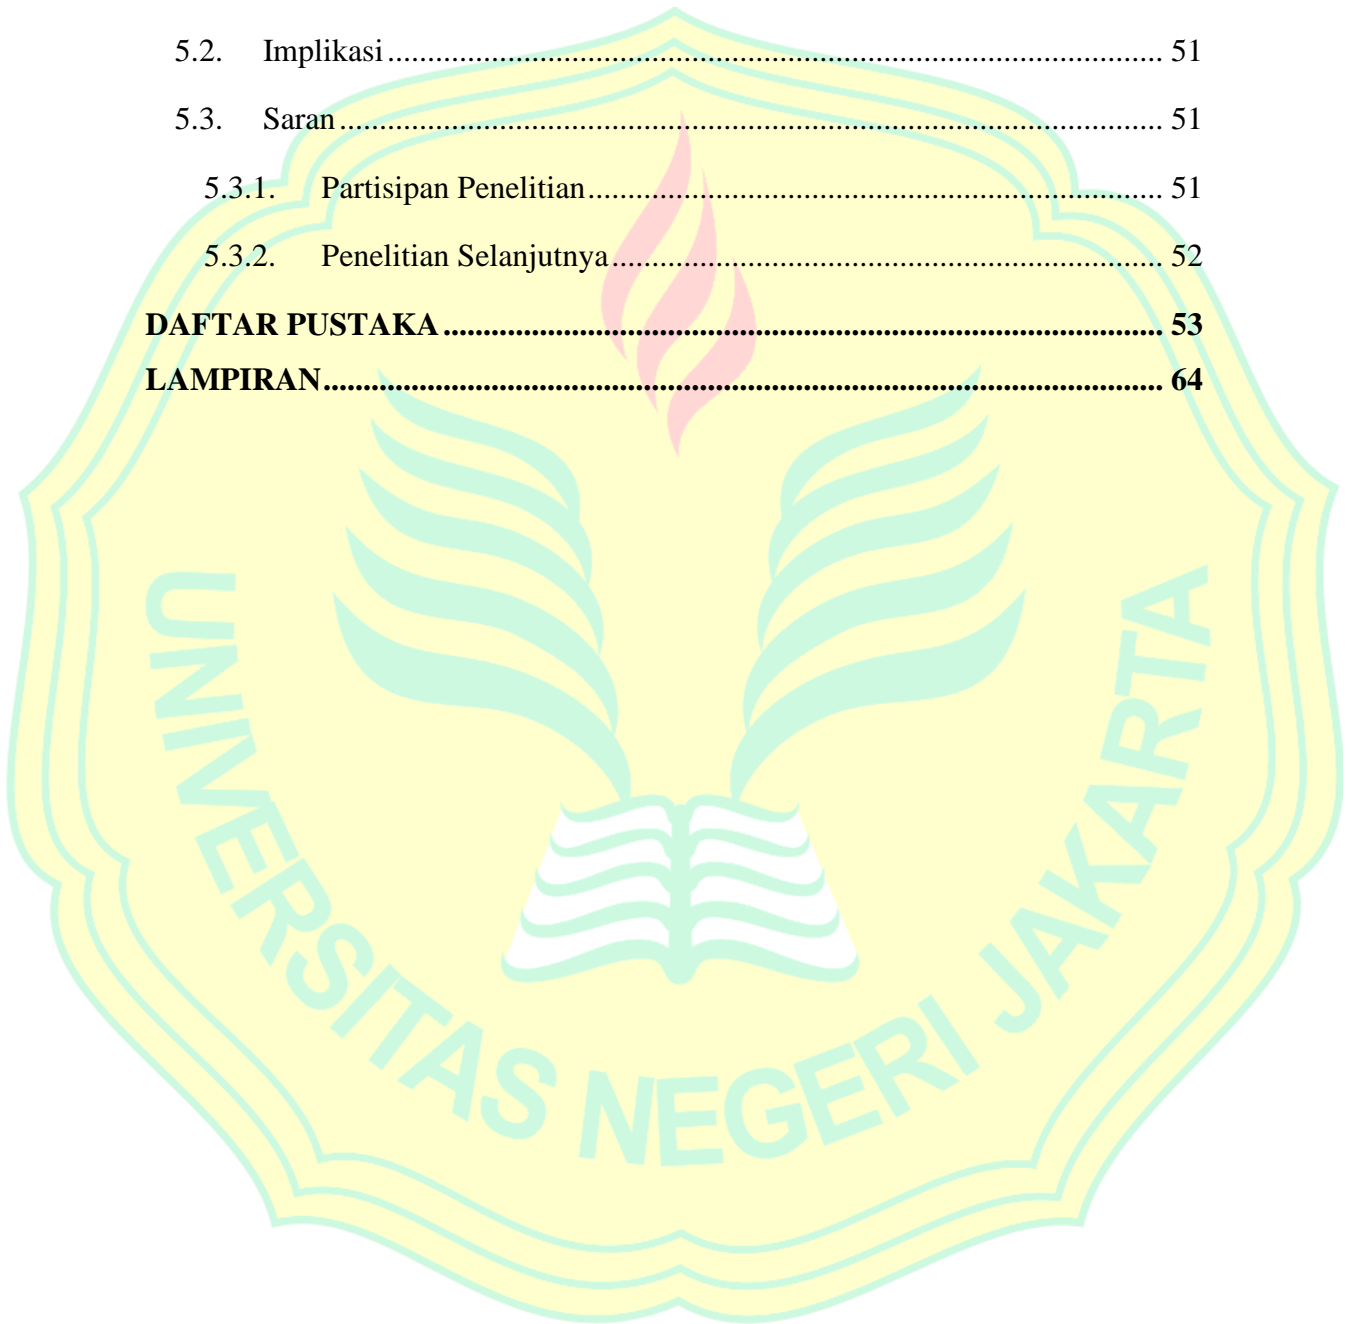 5.2. Implikasi ................................................................................................ 51
5.3. Saran ...................................................................................................... 51
5.3.1. Partisipan Penelitian ....................................................................... 51
5.3.2. Penelitian Selanjutnya .................................................................... 52
DAFTAR PUSTAKA ......................................................................................... 53
LAMPIRAN ........................................................................................................ 64
UNIVERSITAS NEGERI JAKARTA